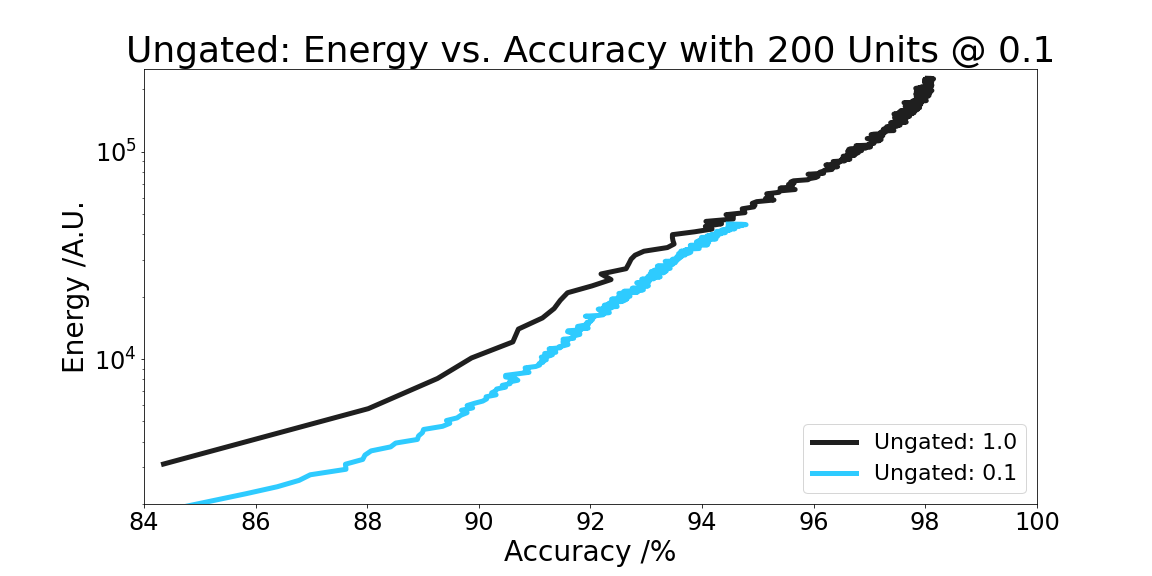 Ungated: Energy vs. Accuracy with 200 Units @ 0.1
Energy /A.U.
10^5
10^4
84 86 88 90 92 94 96 98 100
Accuracy /%
Ungated: 1.0
Ungated: 0.1